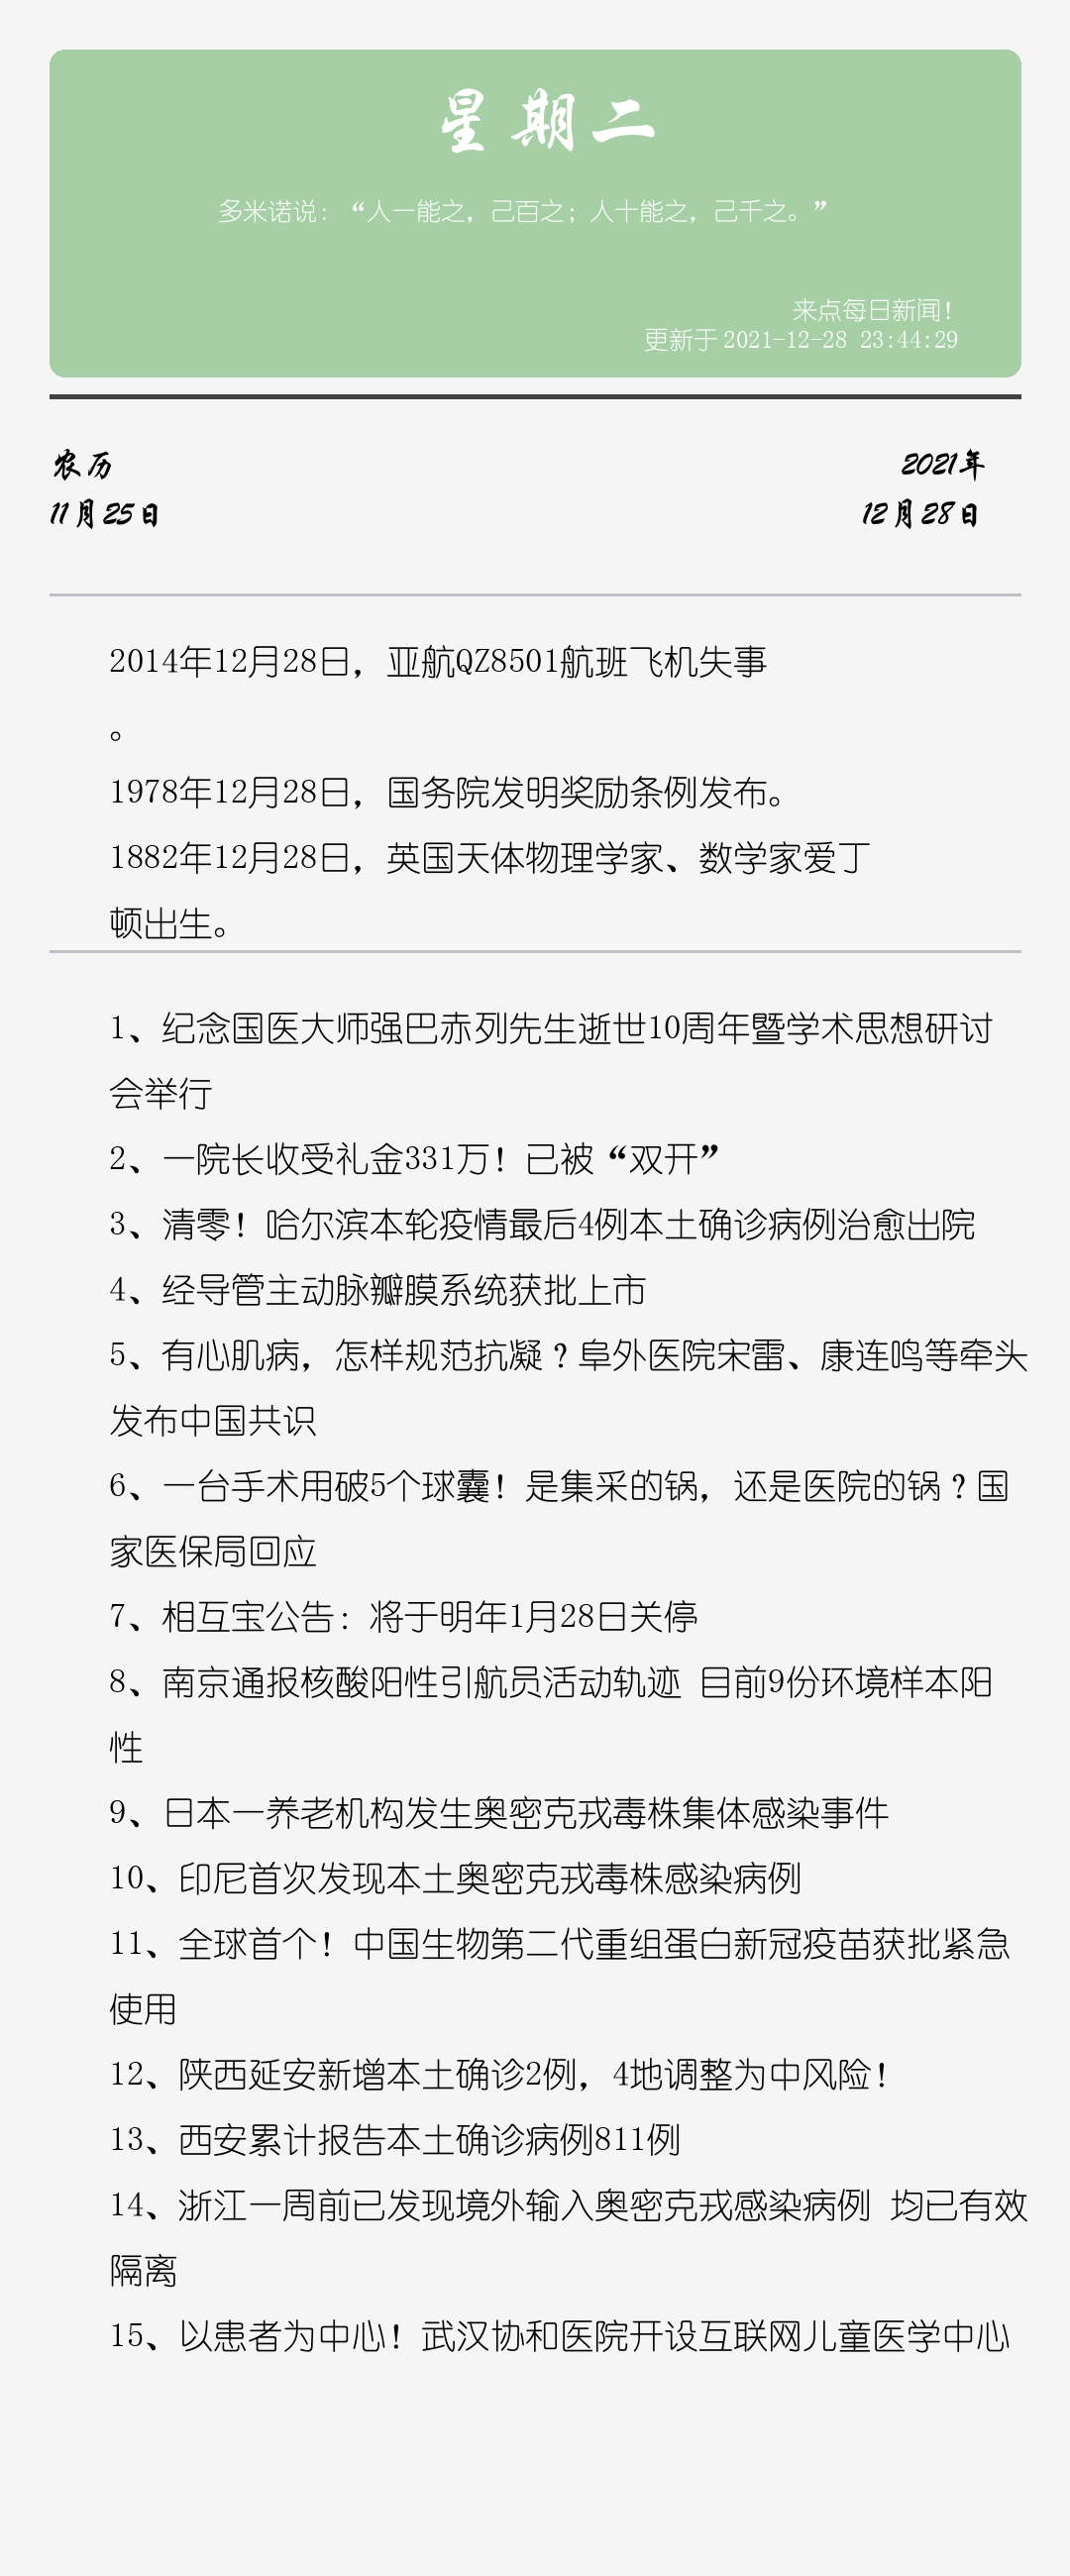 星期二
多米诺说：“人一能之，己百之；人十能之，己千之。”
来点每日新闻！
更新于 2021-12-28 23:44:29
农历
2021年
11月25日
12月28日
2014年12月28日，亚航QZ8501航班飞机失事
。
1978年12月28日，国务院发明奖励条例发布。
1882年12月28日，英国天体物理学家、数学家爱丁
顿出生。
1、纪念国医大师强巴赤列先生逝世10周年暨学术思想研讨
会举行
2、一院长收受礼金331万！已被“双开”
3、清零！哈尔滨本轮疫情最后4例本土确诊病例治愈出院
4、经导管主动脉瓣膜系统获批上市
5、有心肌病，怎样规范抗凝？阜外医院宋雷、康连鸣等牵头
发布中国共识
6、一台手术用破5个球囊！是集采的锅，还是医院的锅？国
家医保局回应
7、相互宝公告：将于明年1月28日关停
8、南京通报核酸阳性引航员活动轨迹 目前9份环境样本阳
性
9、日本一养老机构发生奥密克戎毒株集体感染事件
10、印尼首次发现本土奥密克戎毒株感染病例
11、全球首个！中国生物第二代重组蛋白新冠疫苗获批紧急
使用
12、陕西延安新增本土确诊2例，4地调整为中风险！
13、西安累计报告本土确诊病例811例
14、浙江一周前已发现境外输入奥密克戎感染病例 均已有效
隔离
15、以患者为中心！武汉协和医院开设互联网儿童医学中心